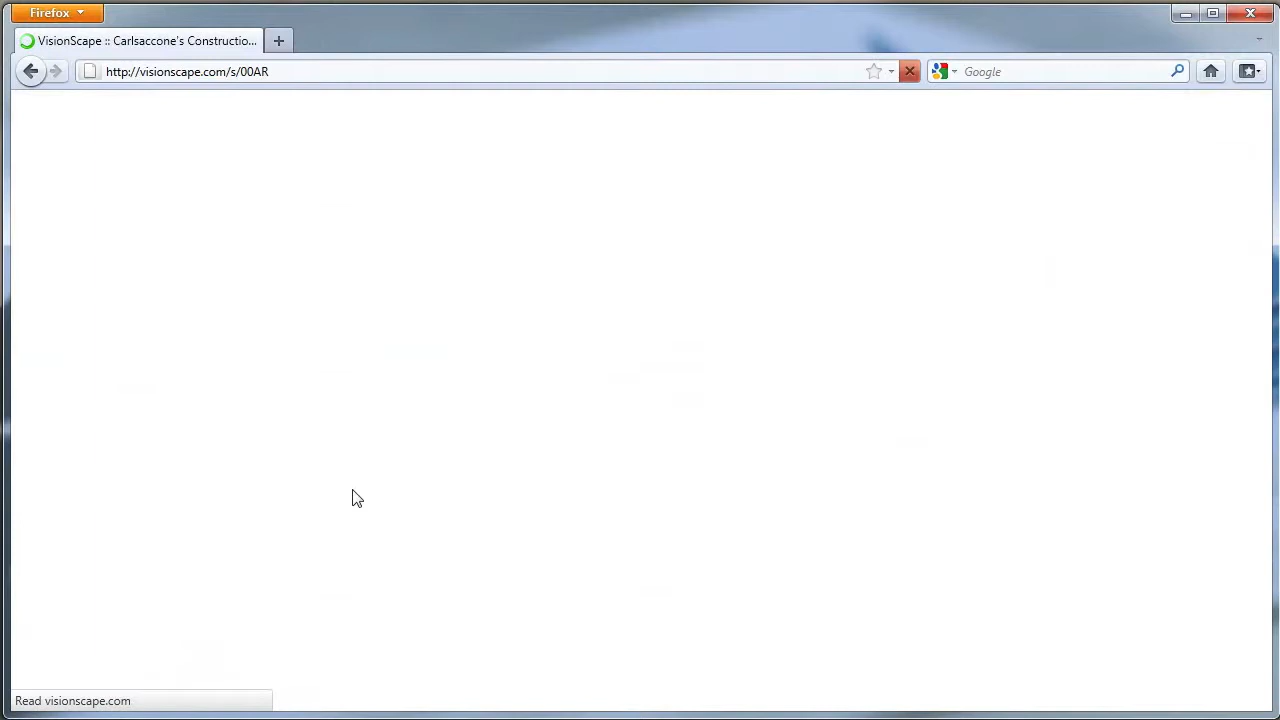 Firefox
VisionScape :: Carlsaccone's Constructio...
http://visionscape.com/s/00AR
Google
Read visionscape.com